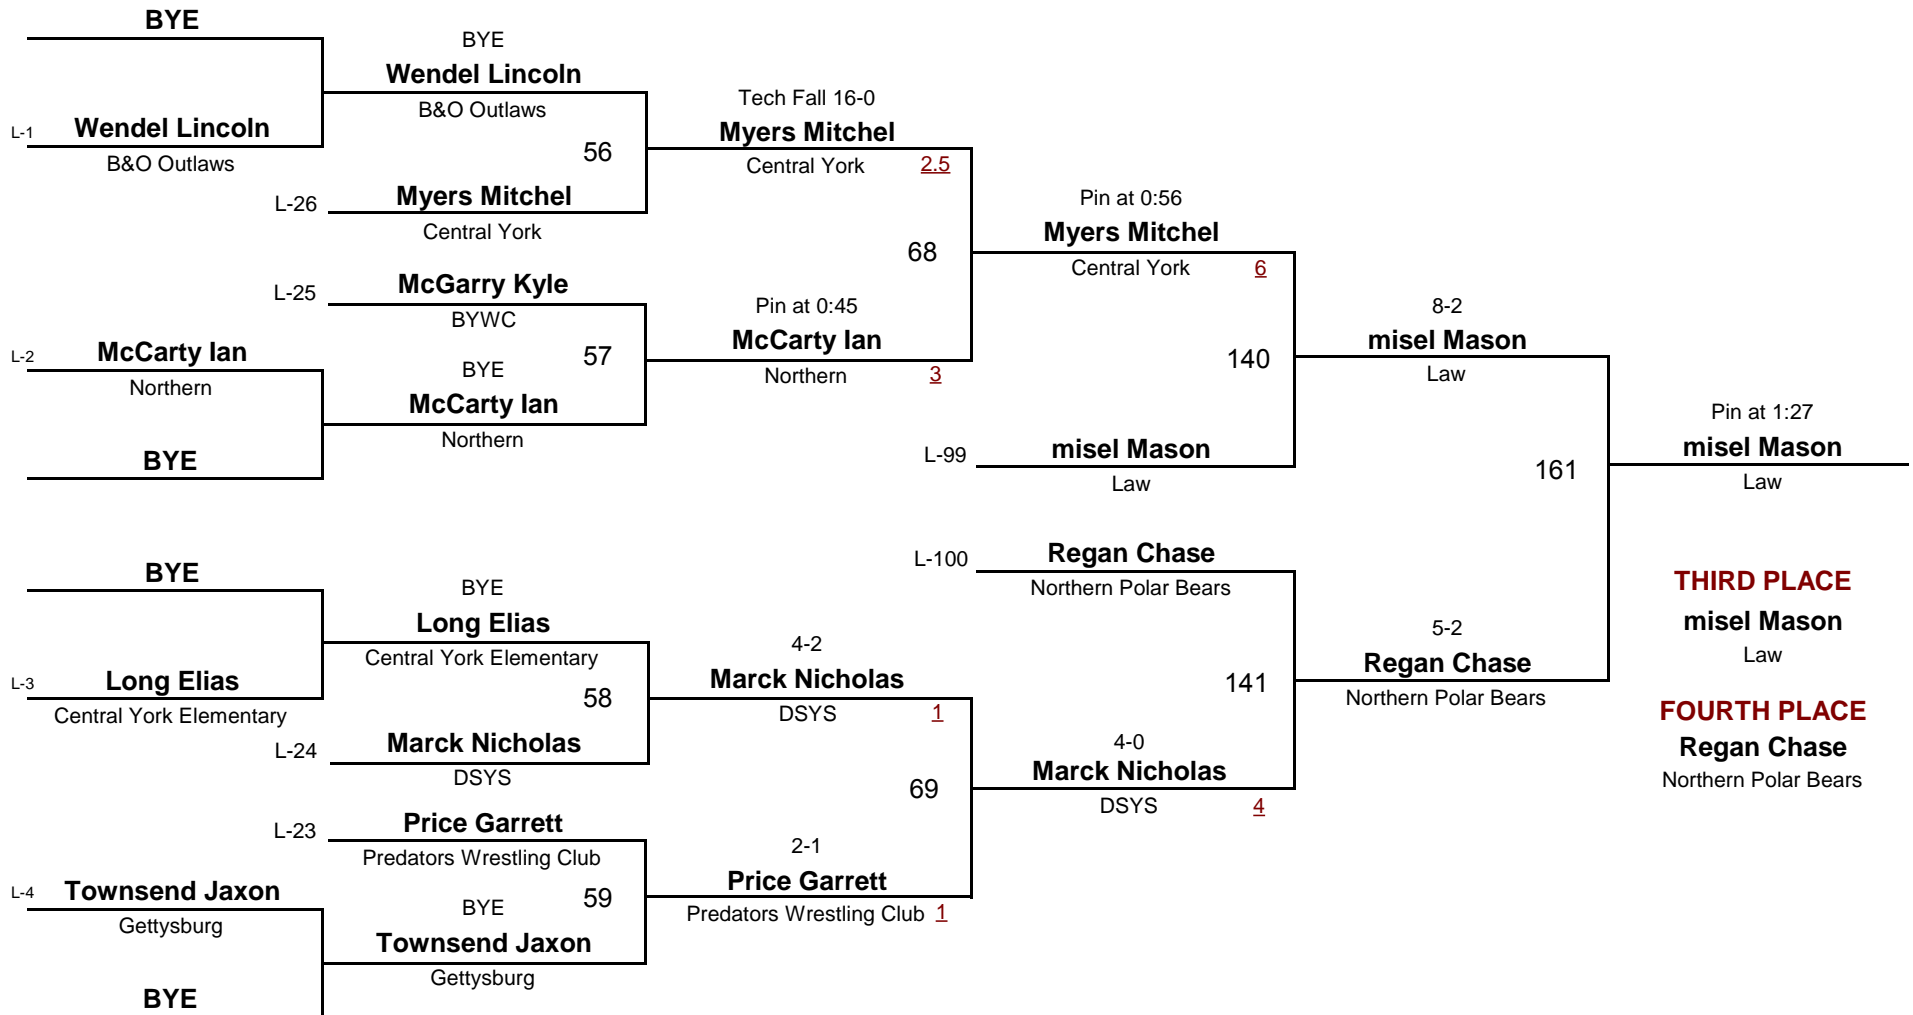 BYE
L-1 Wendel Lincoln
B&O Outlaws
L-2 McCarty Ian
Northern
BYE
BYE
L-3 Long Elias
Central York Elementary
L-4 Townsend Jaxon
Gettysburg
BYE
BYE
Wendel Lincoln
B&O Outlaws
56
L-26 Myers Mitchel
Central York
L-25 McGarry Kyle
BYWC
57
BYE
McCarty Ian
Northern
BYE
Long Elias
Central York Elementary
58
L-24 Marck Nicholas
DSYS
L-23 Price Garrett
Predators Wrestling Club
59
BYE
Townsend Jaxon
Gettysburg
Tech Fall 16-0
Myers Mitchel
Central York 2.5
68
Pin at 0:45
McCarty Ian
Northern 3
4-2
Marck Nicholas
DSYS 1
69
2-1
Price Garrett
Predators Wrestling Club 1
Pin at 0:56
Myers Mitchel
Central York 6
140
L-99 misel Mason
Law
L-100 Regan Chase
Northern Polar Bears
141
4-0
Marck Nicholas
DSYS 4
8-2
misel Mason
Law
161
5-2
Regan Chase
Northern Polar Bears
Pin at 1:27
misel Mason
Law
THIRD PLACE
misel Mason
Law
FOURTH PLACE
Regan Chase
Northern Polar Bears